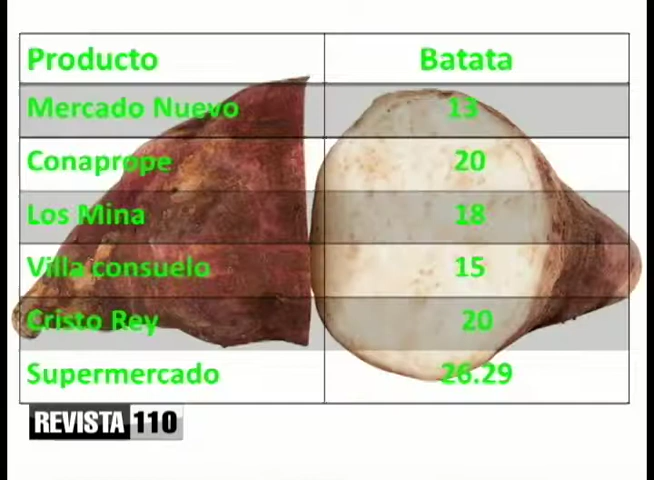 Producto Batata
Mercado Nuevo 13
Conaprope 20
Los Mina 18
Villa consuelo 15
Cristo Rey 20
Supermercado 26.29
REVISTA 110